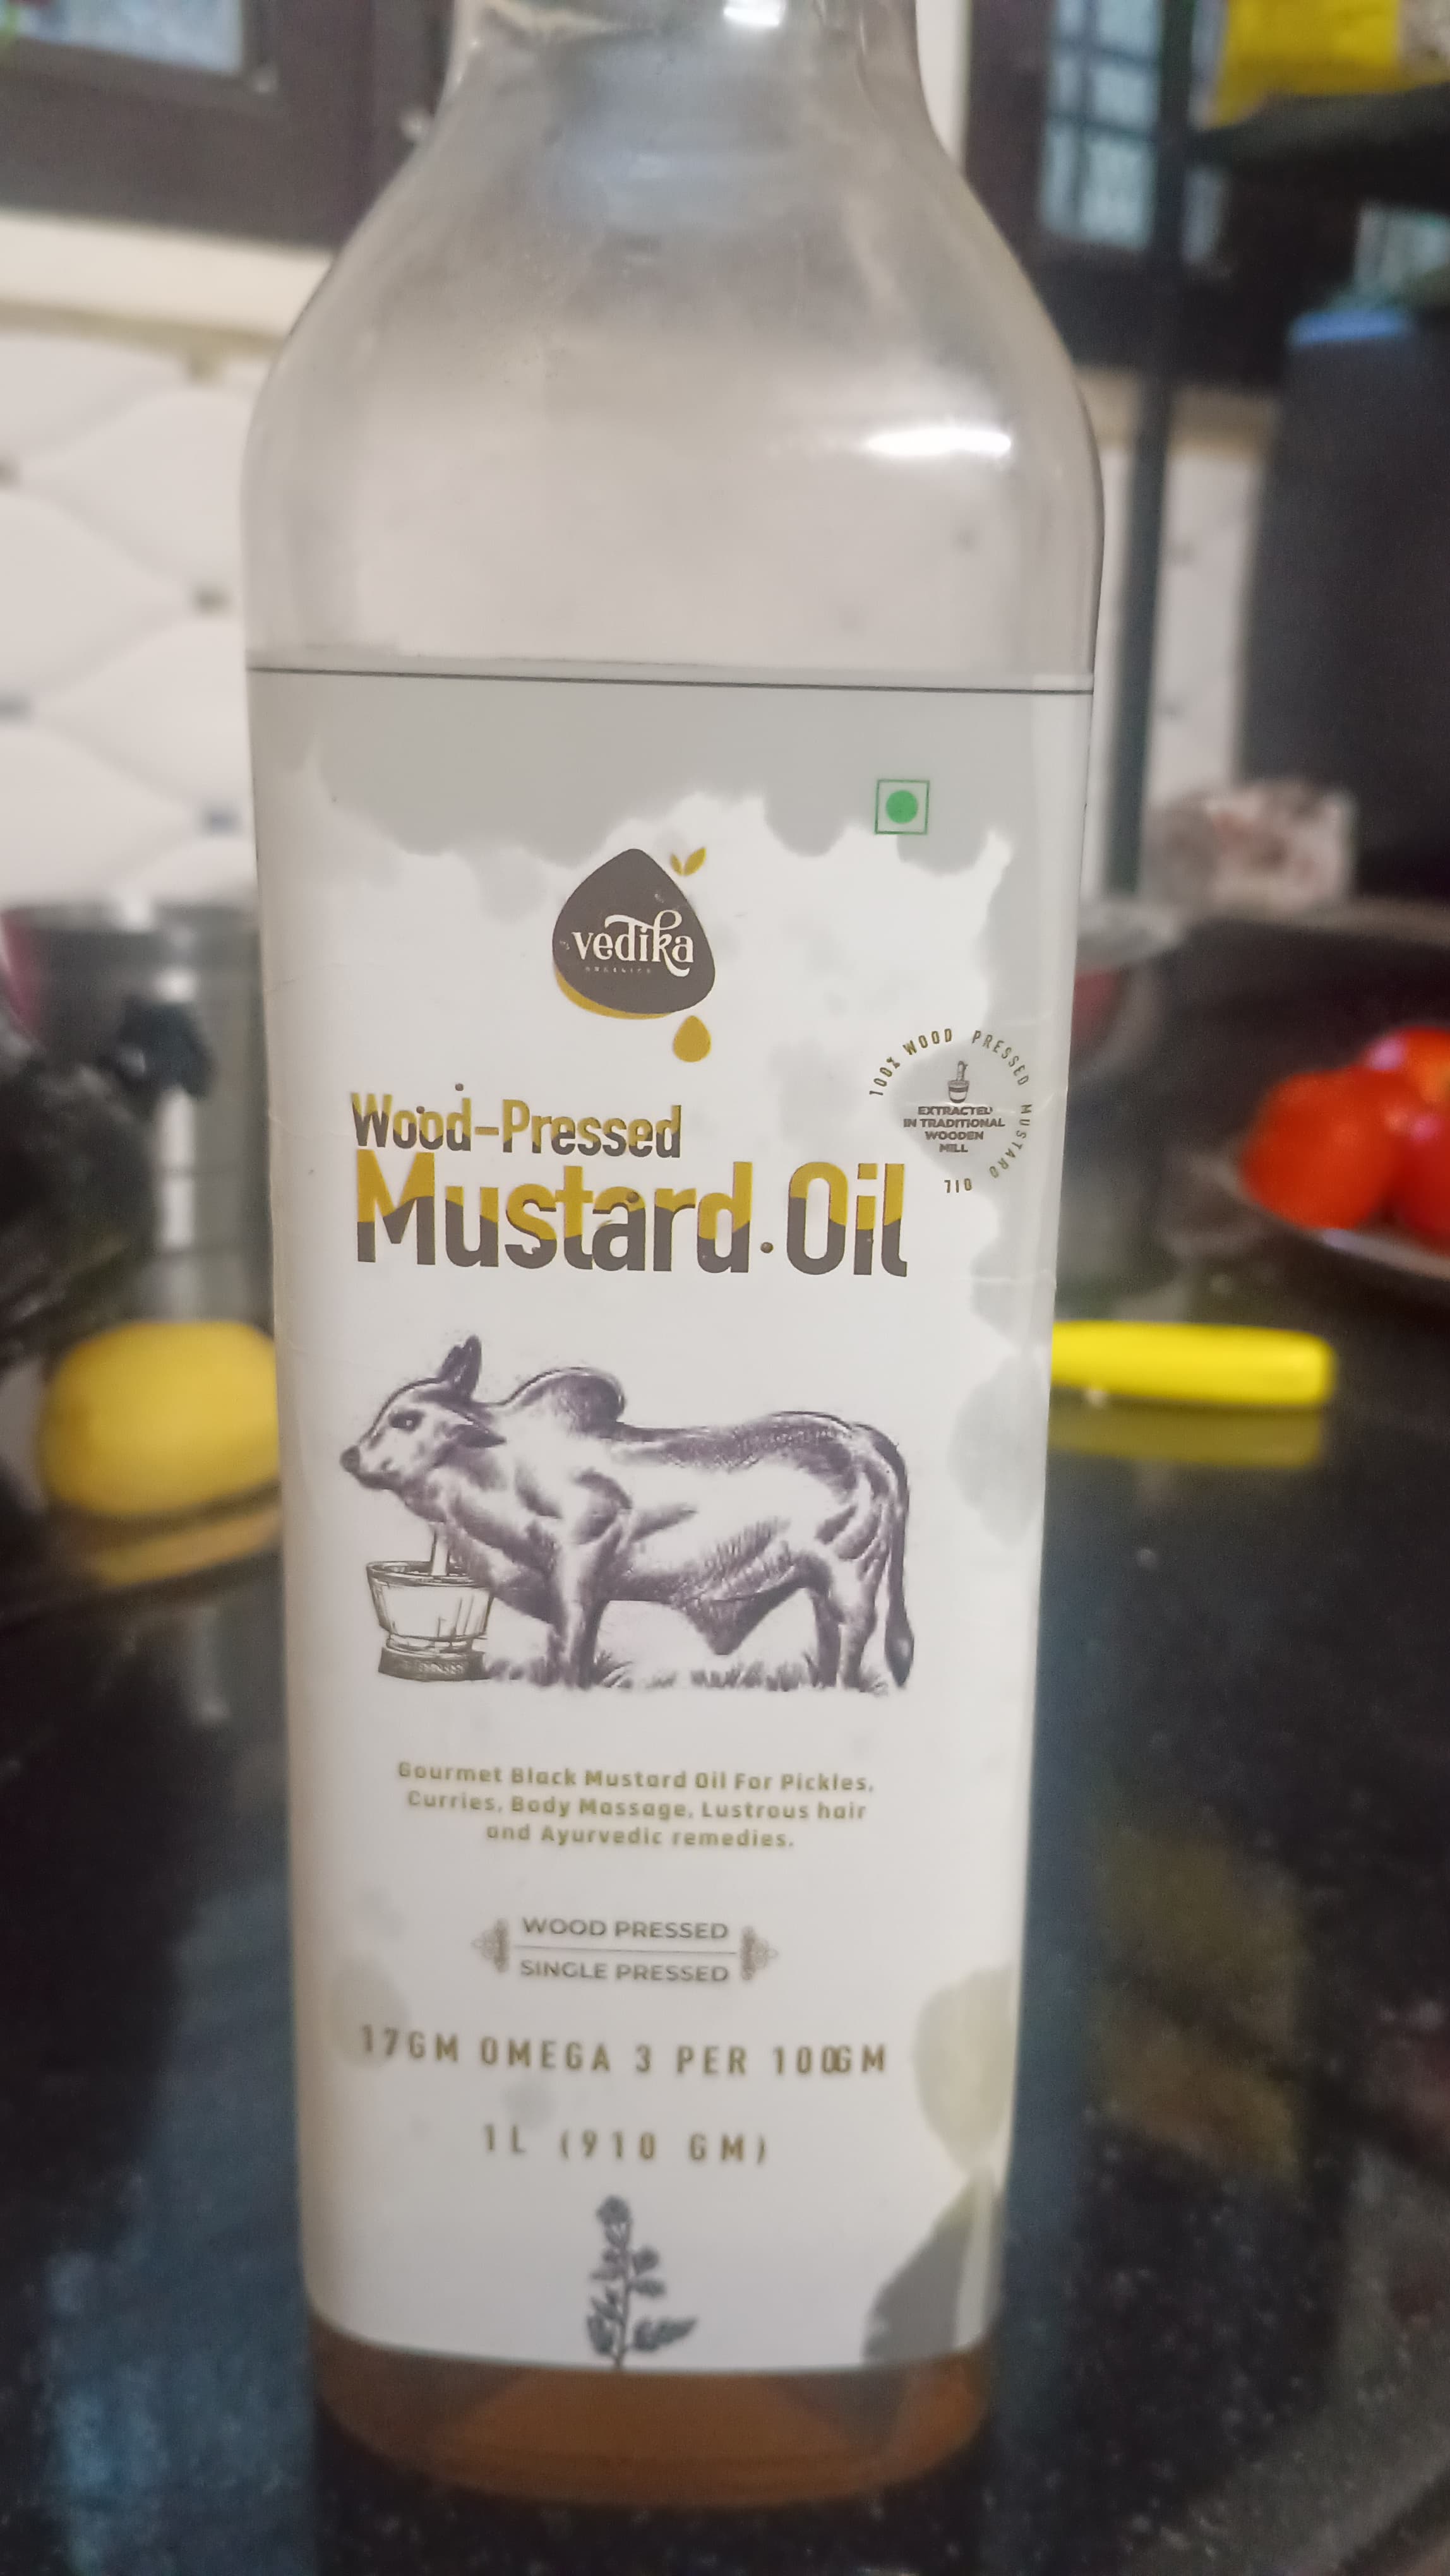 vedika
ORGANICS
100% WOOD PRESSED MUSTARD OIL
EXTRACTED
IN TRADITIONAL
WOODEN
MILL
Wood-Pressed
Mustard Oil
Gourmet Black Mustard Oil For Pickles,
Curries, Body Massage, Lustrous hair
and Ayurvedic remedies.
WOOD PRESSED
SINGLE PRESSED
17GM OMEGA 3 PER 100GM
1L (910 GM)